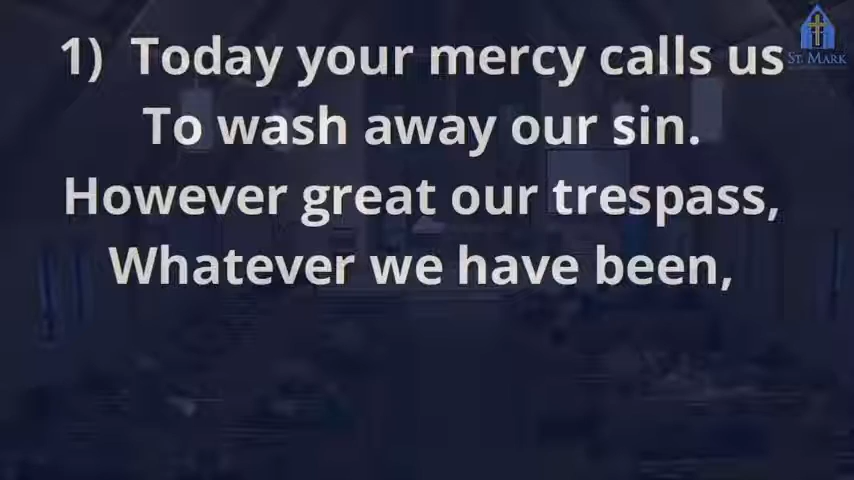 1) Today your mercy calls us
To wash away our sin.
However great our trespass,
Whatever we have been,
ST. MARK